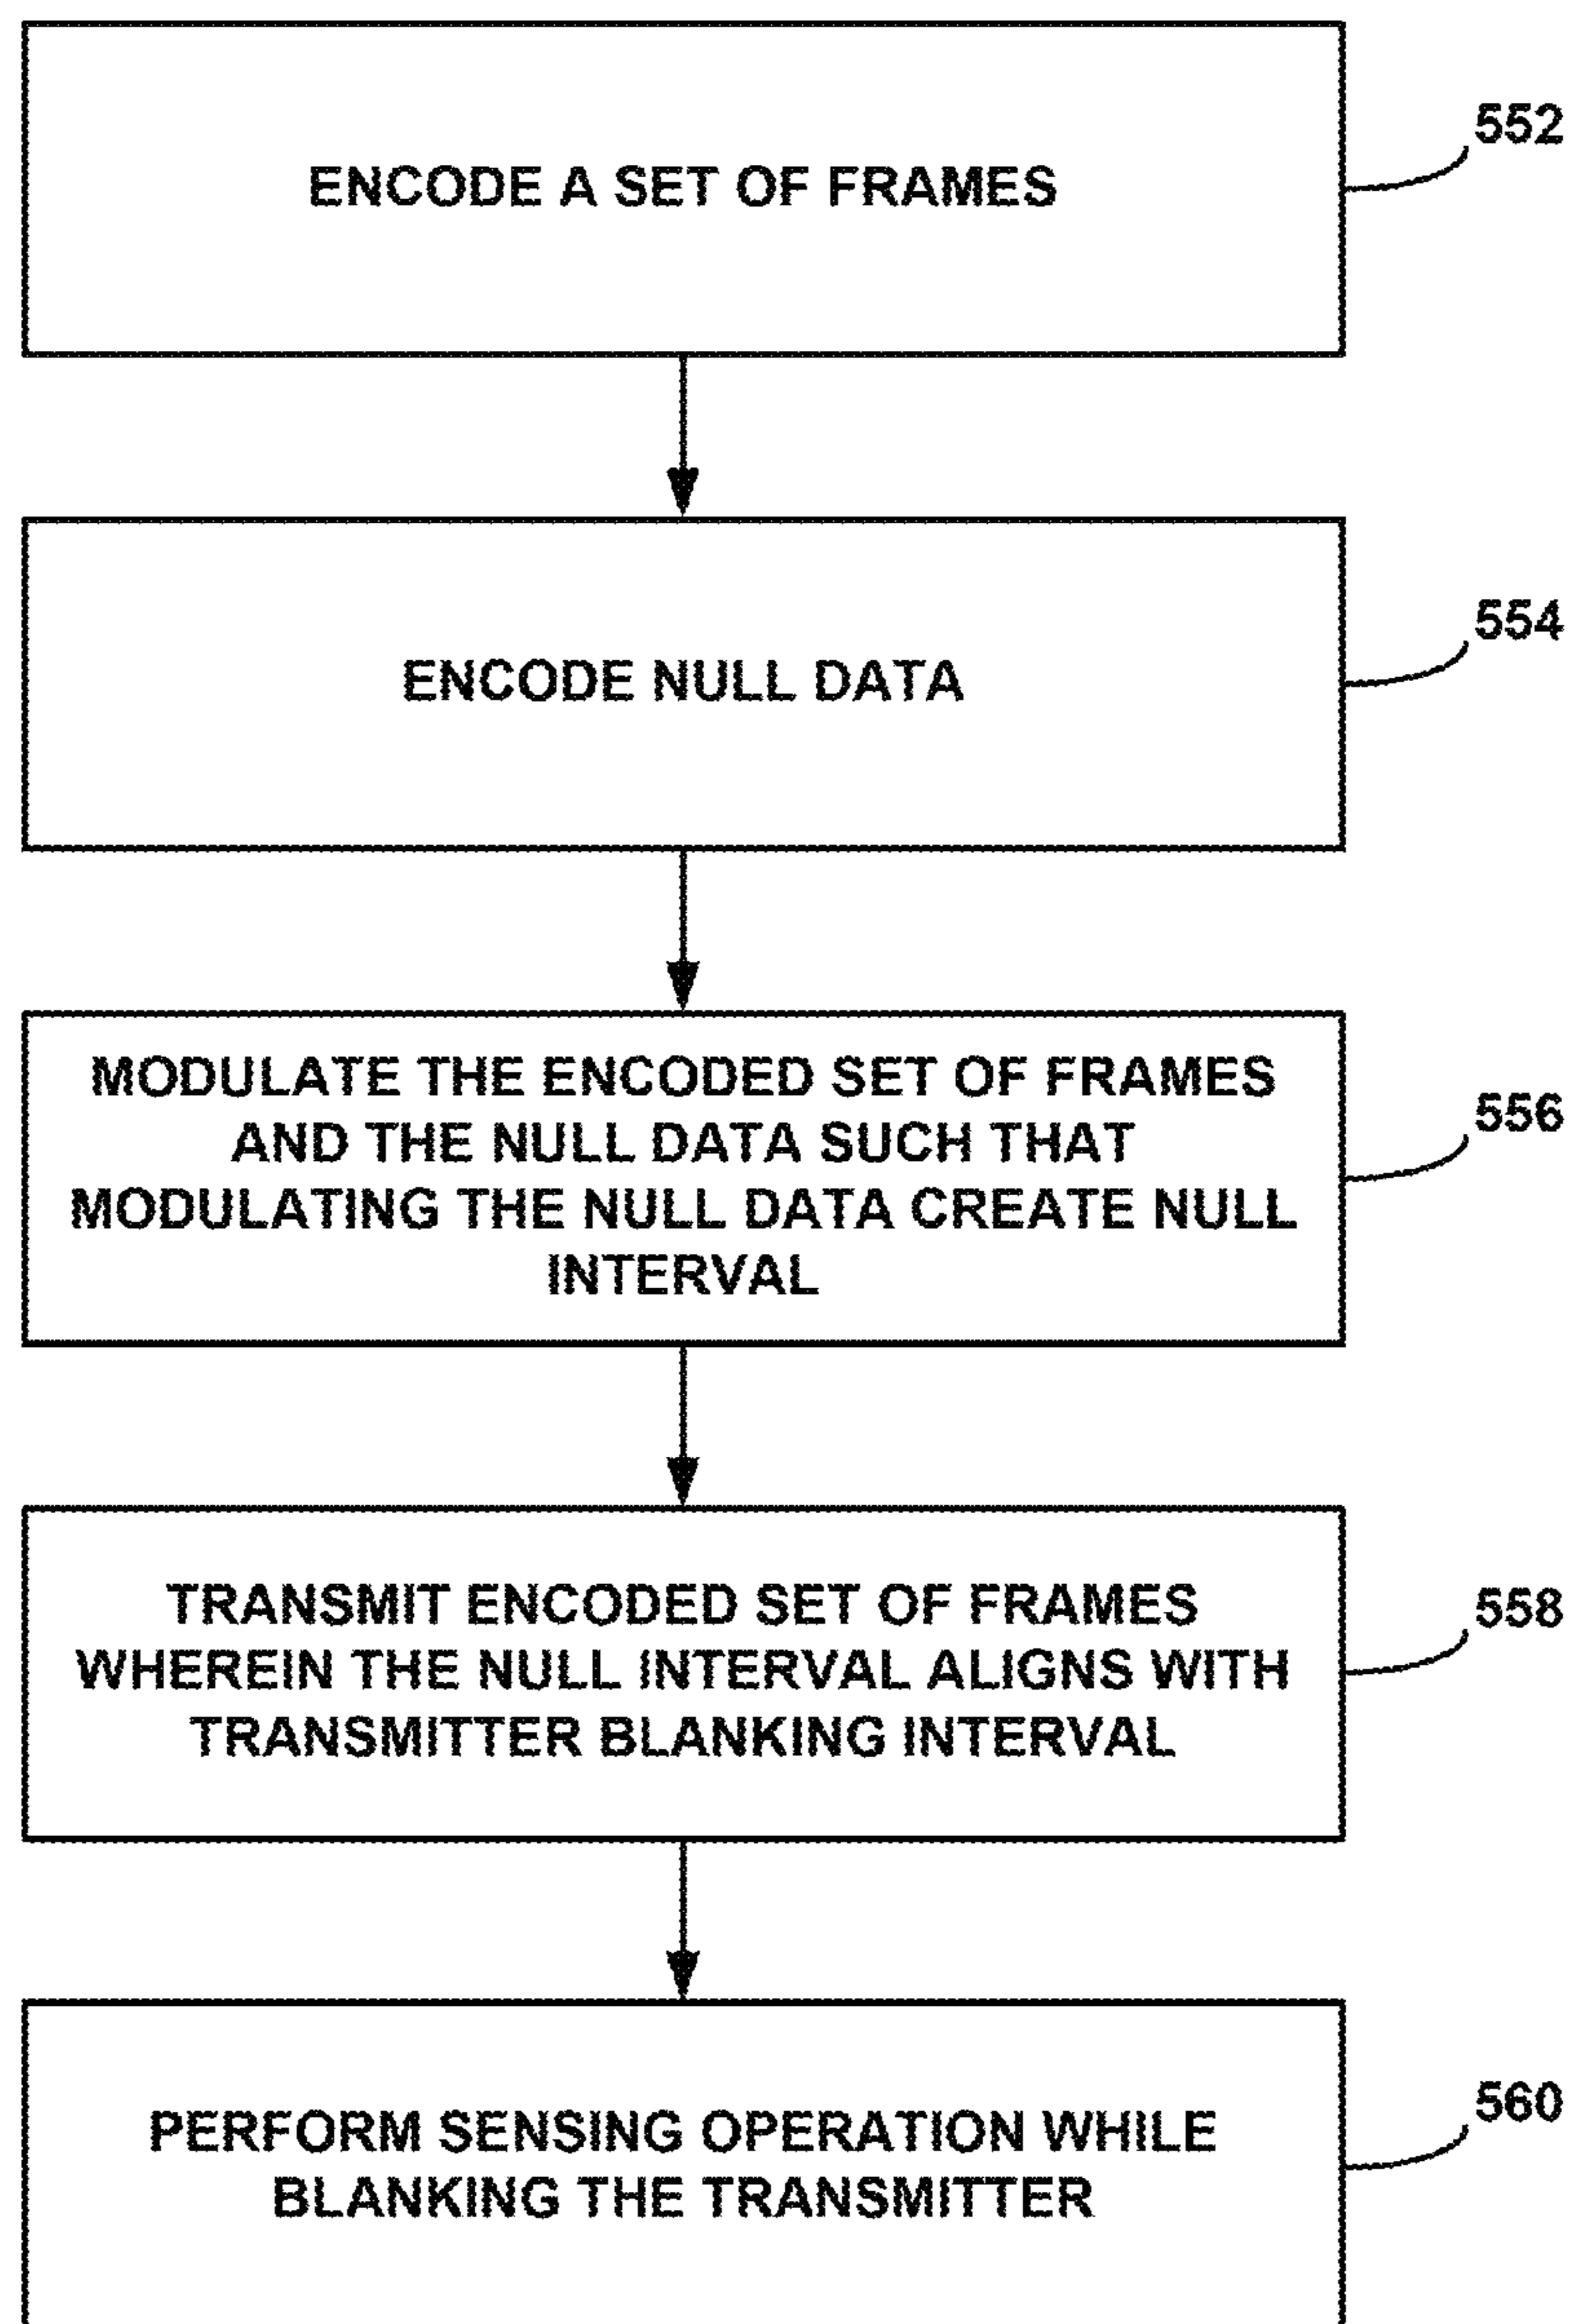 552
ENCODE A SET OF FRAMES
554
ENCODE NULL DATA
MODULATE THE ENCODED SET OF FRAMES
556
AND THE NULL DATA SUCH THAT
MODULATING THE NULL DATA CREATE NULL
INTERVAL
TRANSMIT ENCODED SET OF FRAMES
558
WHEREIN THE NULL INTERVAL ALIGNS WITH
TRANSMITTER BLANKING INTERVAL
560
PERFORM SENSING OPERATION WHILE
BLANKING THE TRANSMITTER